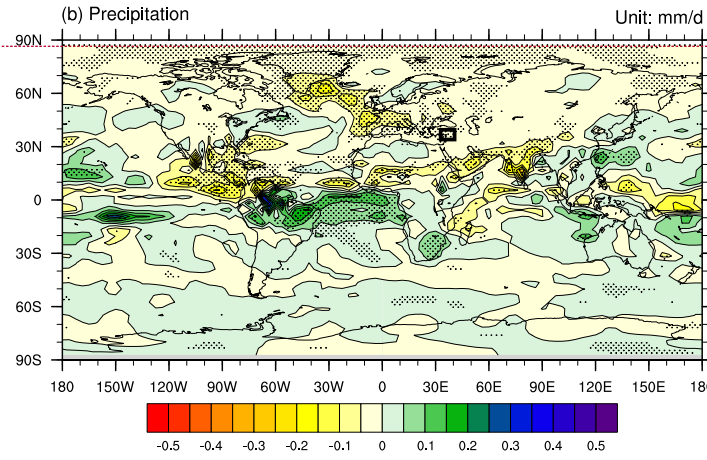 (b) Precipitation
Unit: mm/d
90N
60N
30N
0
30S
60S
90S
180 150W 120W 90W 60W 30W 0 30E 60E 90E 120E 150E 180
-0.5 -0.4 -0.3 -0.2 -0.1 0 0.1 0.2 0.3 0.4 0.5